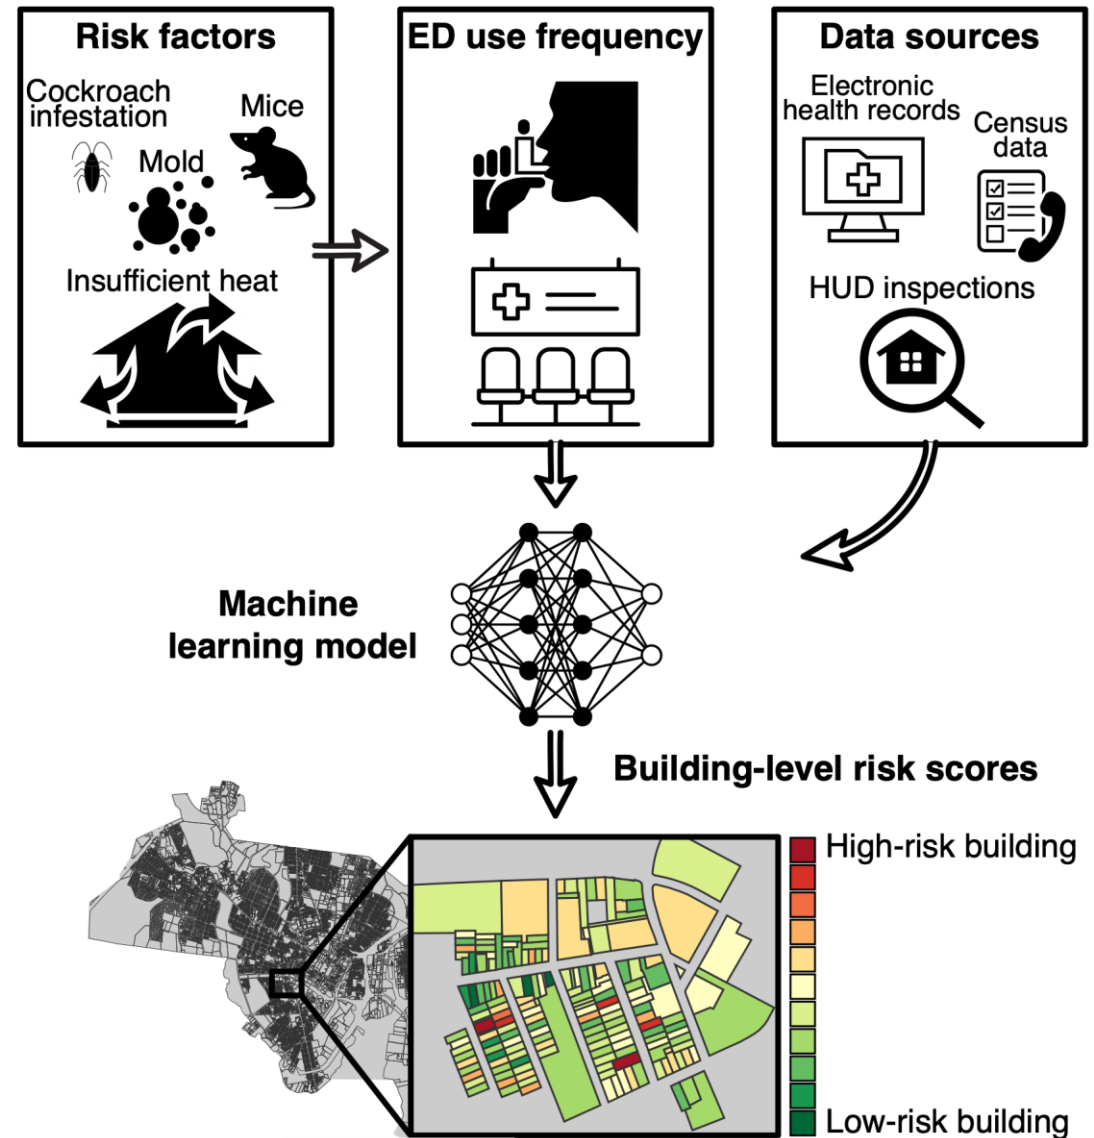 Risk factors
Cockroach
infestation
Mice
Mold
Insufficient heat
ED use frequency
Data sources
Electronic
health records
Census
data
HUD inspections
Machine
learning model
Building-level risk scores
High-risk building
Low-risk building